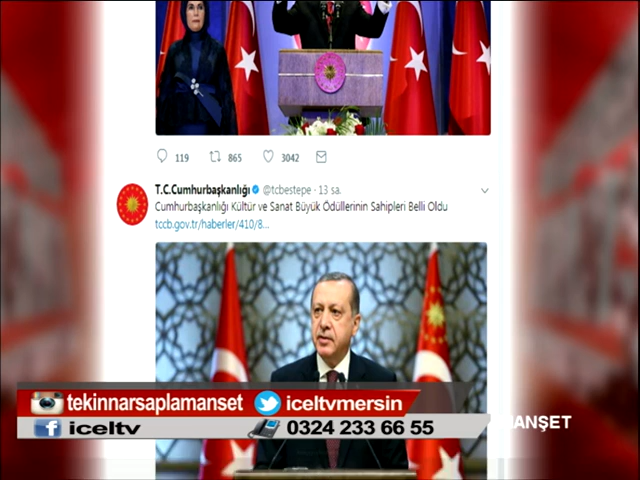 119 865 3042
T.C.Cumhurbaşkanlığı @tcbestepe · 13 sa.
Cumhurbaşkanlığı Kültür ve Sanat Büyük Ödüllerinin Sahipleri Belli Oldu
tccb.gov.tr/haberler/410/8...
tekinnarsaplamanset iceltvmersin
iceltv 0324 233 66 55
MANŞET